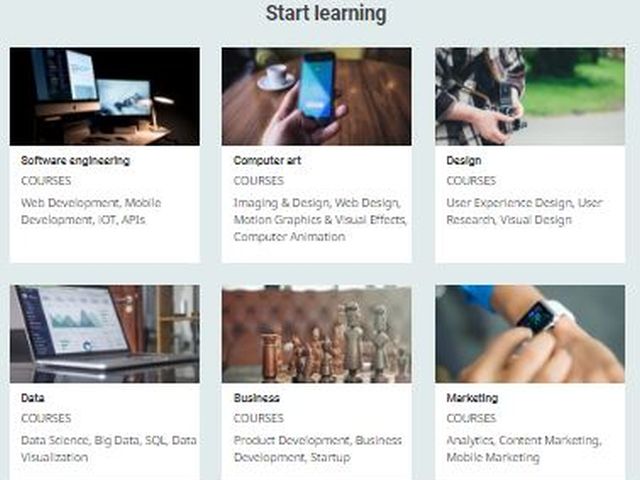 Start learning
Software engineering
COURSES
Web Development, Mobile
Development, IOT, APIs
Computer art
COURSES
Imaging & Design, Web Design,
Motion Graphics & Visual Effects,
Computer Animation
Design
COURSES
User Experience Design, User
Research, Visual Design
Data
COURSES
Data Science, Big Data, SQL, Data
Visualization
Business
COURSES
Product Development, Business
Development, Startup
Marketing
COURSES
Analytics, Content Marketing,
Mobile Marketing